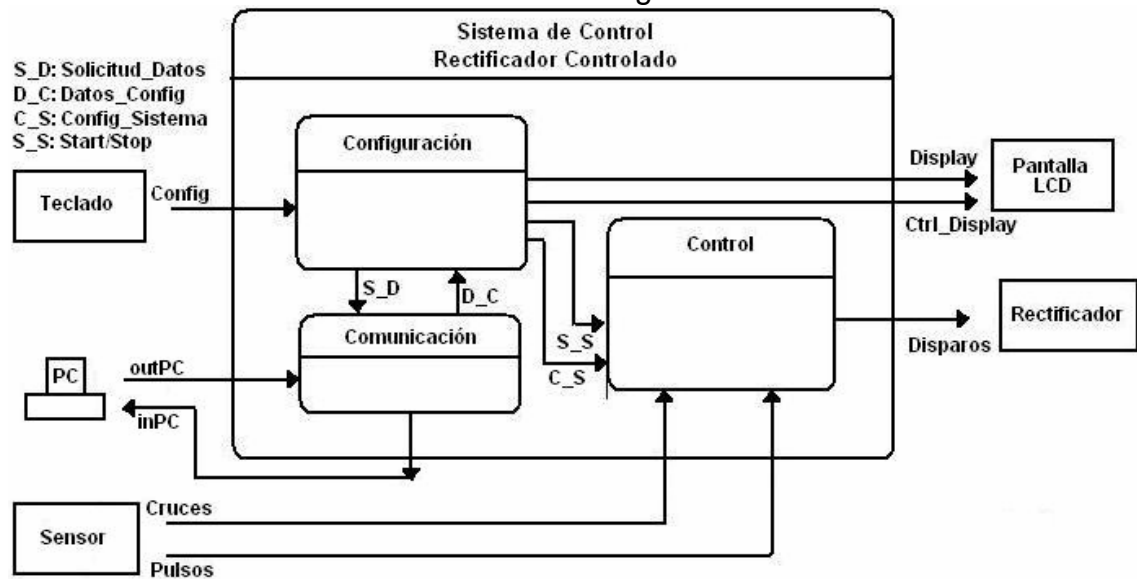 Sistema de Control
Rectificador Controlado
S_D: Solicitud_Datos
D_C: Datos_Config
C_S: Config_Sistema
S_S: Start/Stop
Configuración
Teclado
Config
Display
Pantalla
LCD
Ctrl_Display
Control
S_D
D_C
Comunicación
S_S
C_S
Rectificador
Disparos
PC
outPC
inPC
Cruces
Sensor
Pulsos